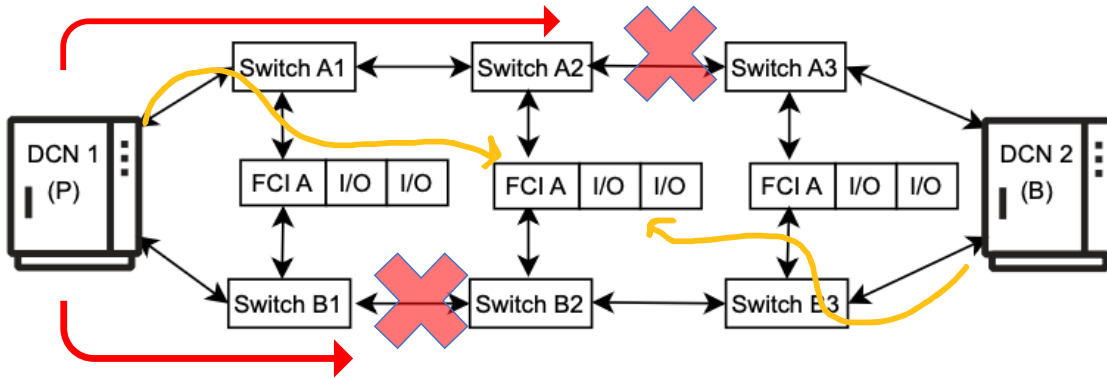 Switch A1
Switch A2
Switch A3
DCN 1
(P)
DCN 2
(B)
FCI A I/O I/O
FCI A I/O I/O
FCI A I/O I/O
Switch B1
Switch B2
Switch B3